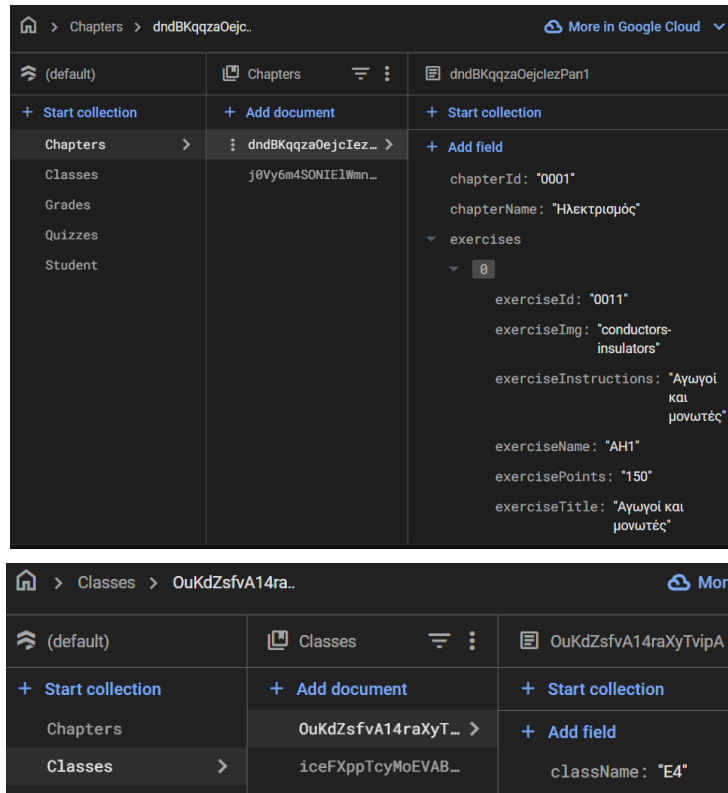 > Chapters > dndBKqqzaOejc..
More in Google Cloud
(default)
Chapters
dndBKqqzaOejcIezPan1
+ Start collection
+ Add document
+ Start collection
Chapters >
dndBKqqzaOejcIez… >
+ Add field
Classes
j0Vy6m4SONIElWmn…
chapterId: "0001"
Grades
chapterName: "Ηλεκτρισμός"
Quizzes
exercises
Student
0
exerciseId: "0011"
exerciseImg: "conductors-
insulators"
exerciseInstructions: "Αγωγοί
και
μονωτές"
exerciseName: "ΑΗ1"
exercisePoints: "150"
exerciseTitle: "Αγωγοί και
μονωτές"
> Classes > OuKdZsfvA14ra..
Mor
(default)
Classes
OuKdZsfvA14raXyTvipA
+ Start collection
+ Add document
+ Start collection
Chapters
OuKdZsfvA14raXyT… >
+ Add field
Classes >
iceFXppTcyMoEVAB…
className: "E4"